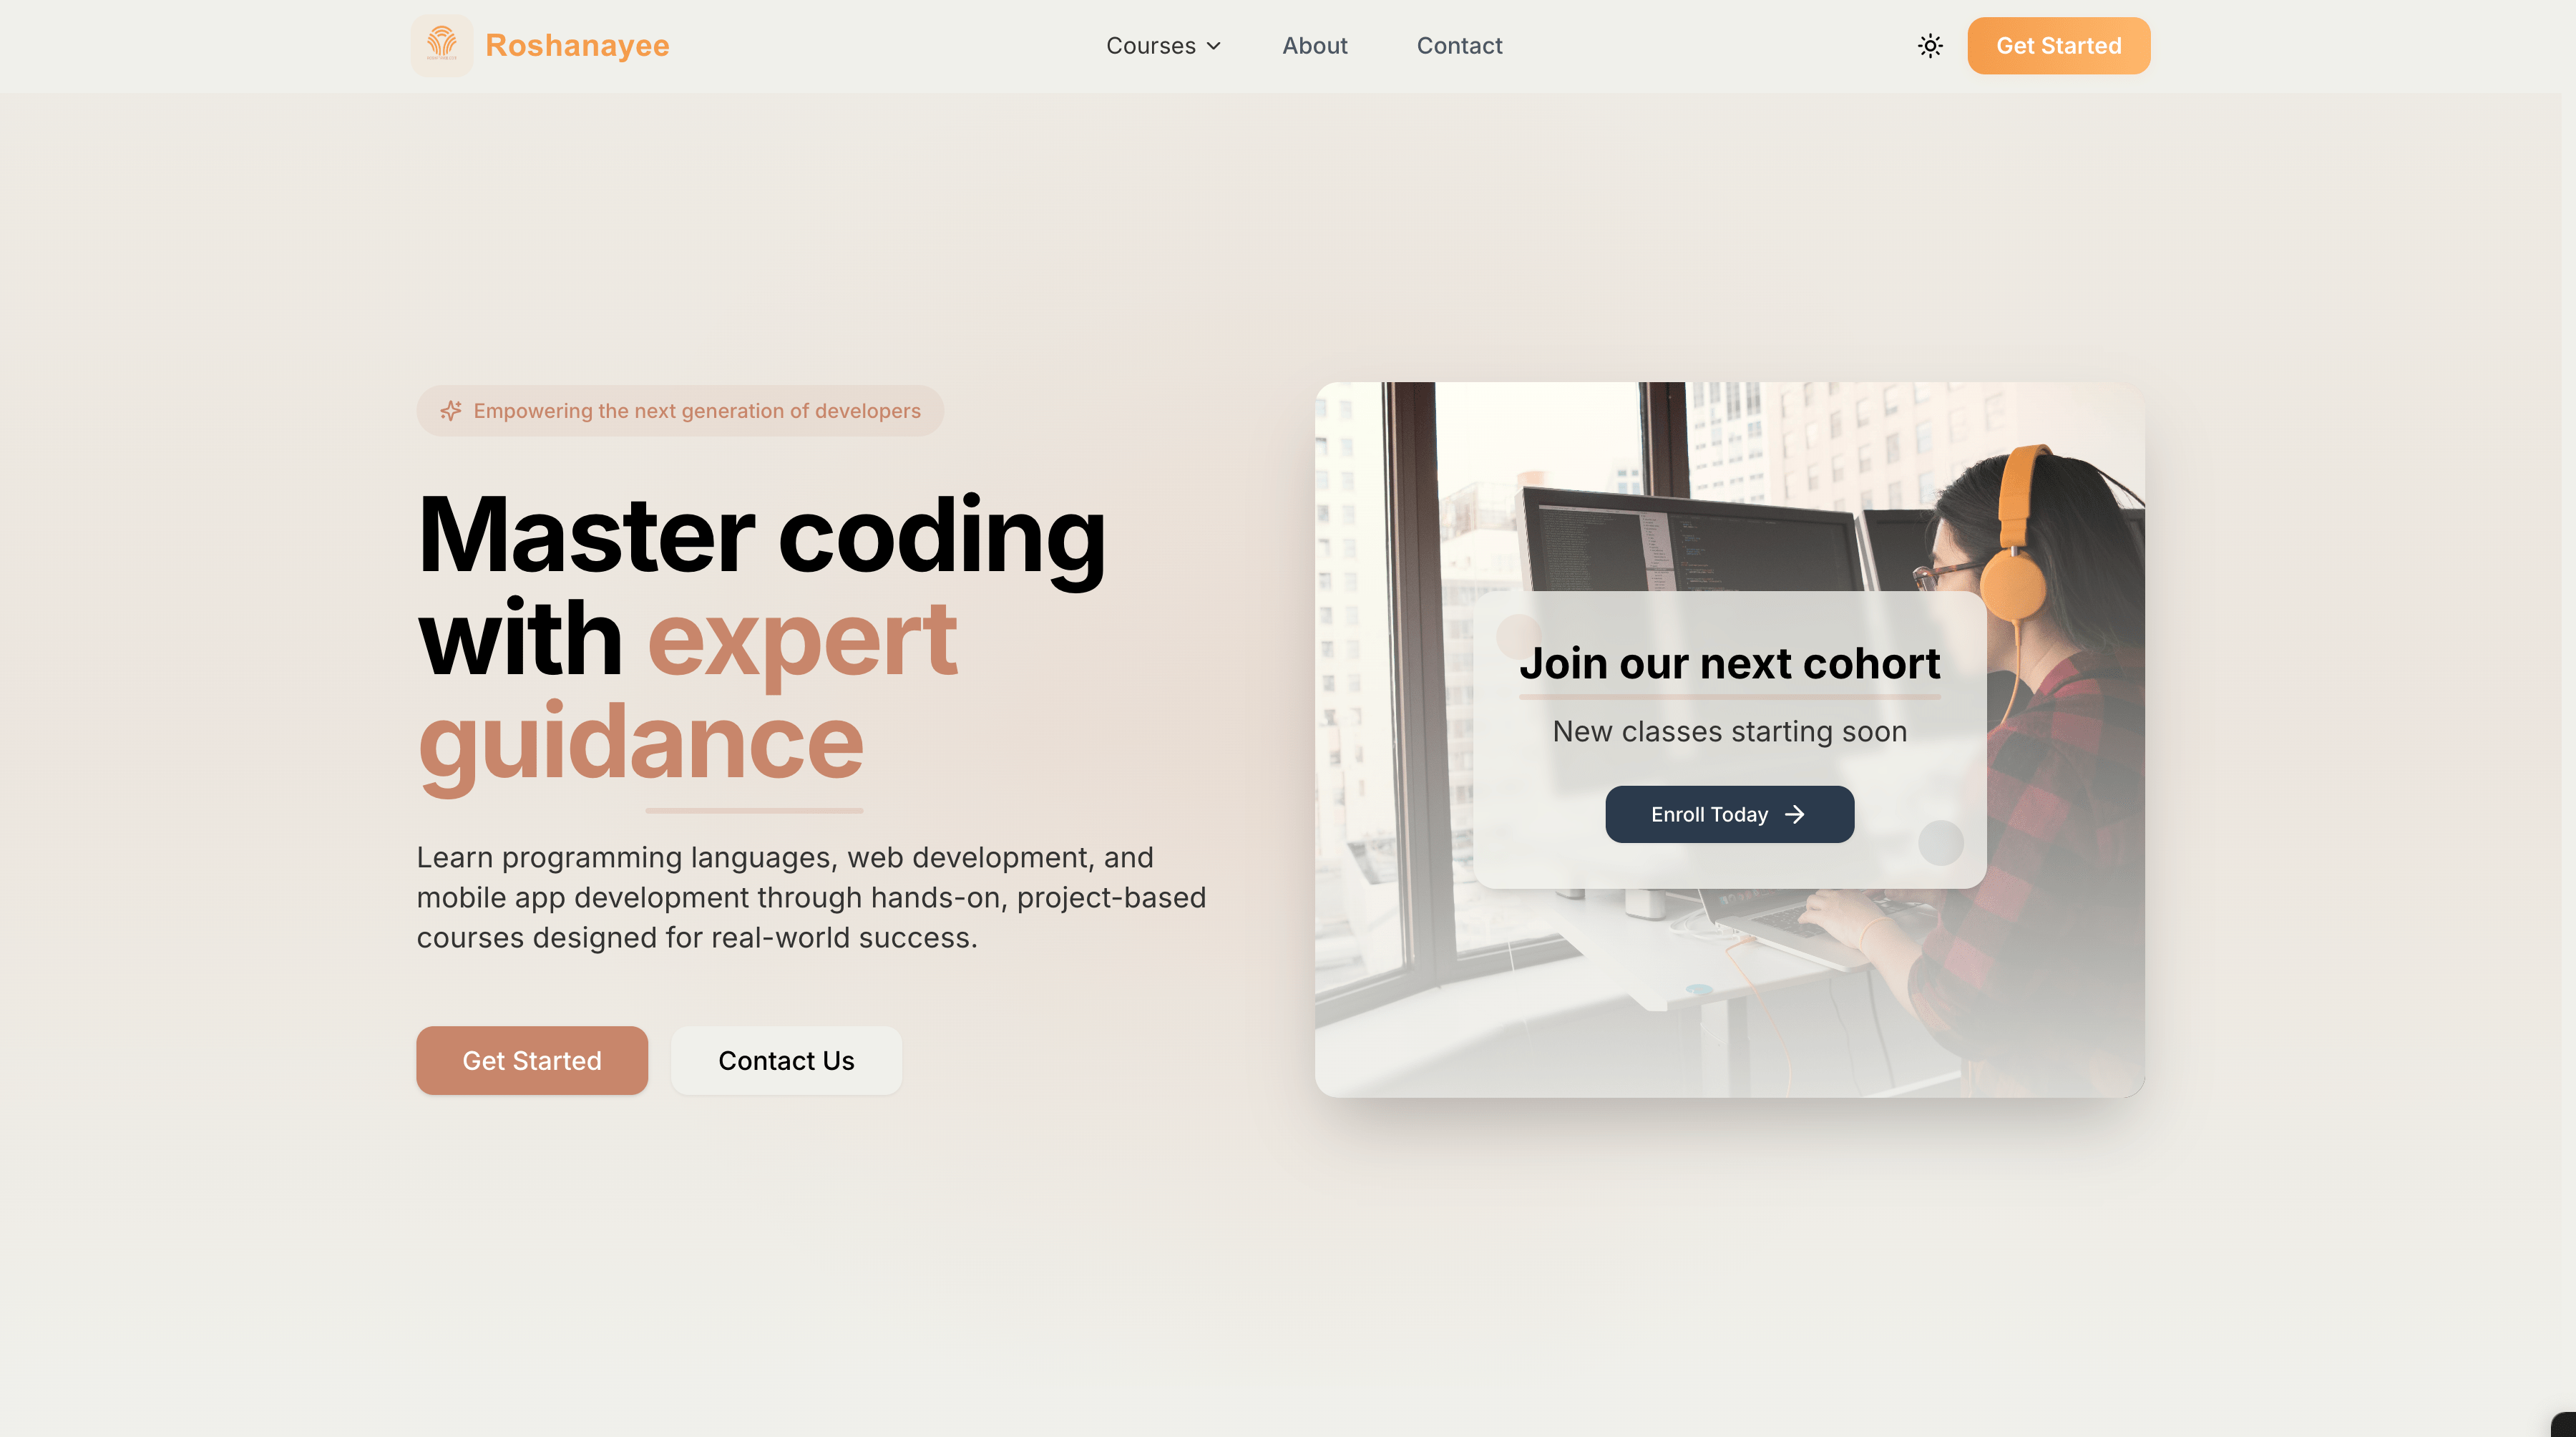 Roshanayee
Courses
About
Contact
Get Started
Empowering the next generation of developers
Master coding
with expert
guidance
Learn programming languages, web development, and
mobile app development through hands-on, project-based
courses designed for real-world success.
Get Started
Contact Us
Join our next cohort
New classes starting soon
Enroll Today